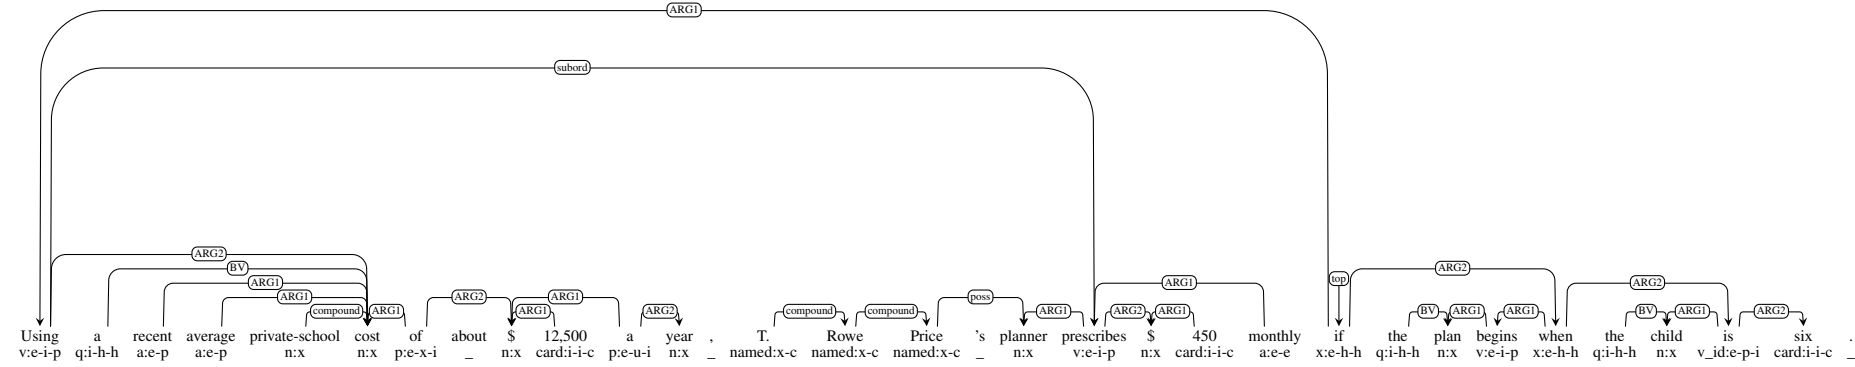 ARG1
subord
ARG2
BV
top
ARG2
ARG1
ARG1
ARG2
ARG1
ARG2
ARG1
poss
compound ARG1
ARG1
ARG2
compound
compound
ARG1
ARG2
ARG1
BV
ARG1
ARG1
BV
ARG1
ARG2
Using a recent average private-school cost of about $ 12,500 a year , T. Rowe Price 's planner prescribes $ 450 monthly if the plan begins when the child is six .
v:e-i-p q:i-h-h a:e-p a:e-p n:x n:x p:e-x-i _ n:x card:i-i-c p:e-u-i n:x _ named:x-c named:x-c named:x-c _ n:x v:e-i-p n:x card:i-i-c a:e-e x:e-h-h q:i-h-h n:x v:e-i-p x:e-h-h q:i-h-h n:x v_id:e-p-i card:i-i-c _